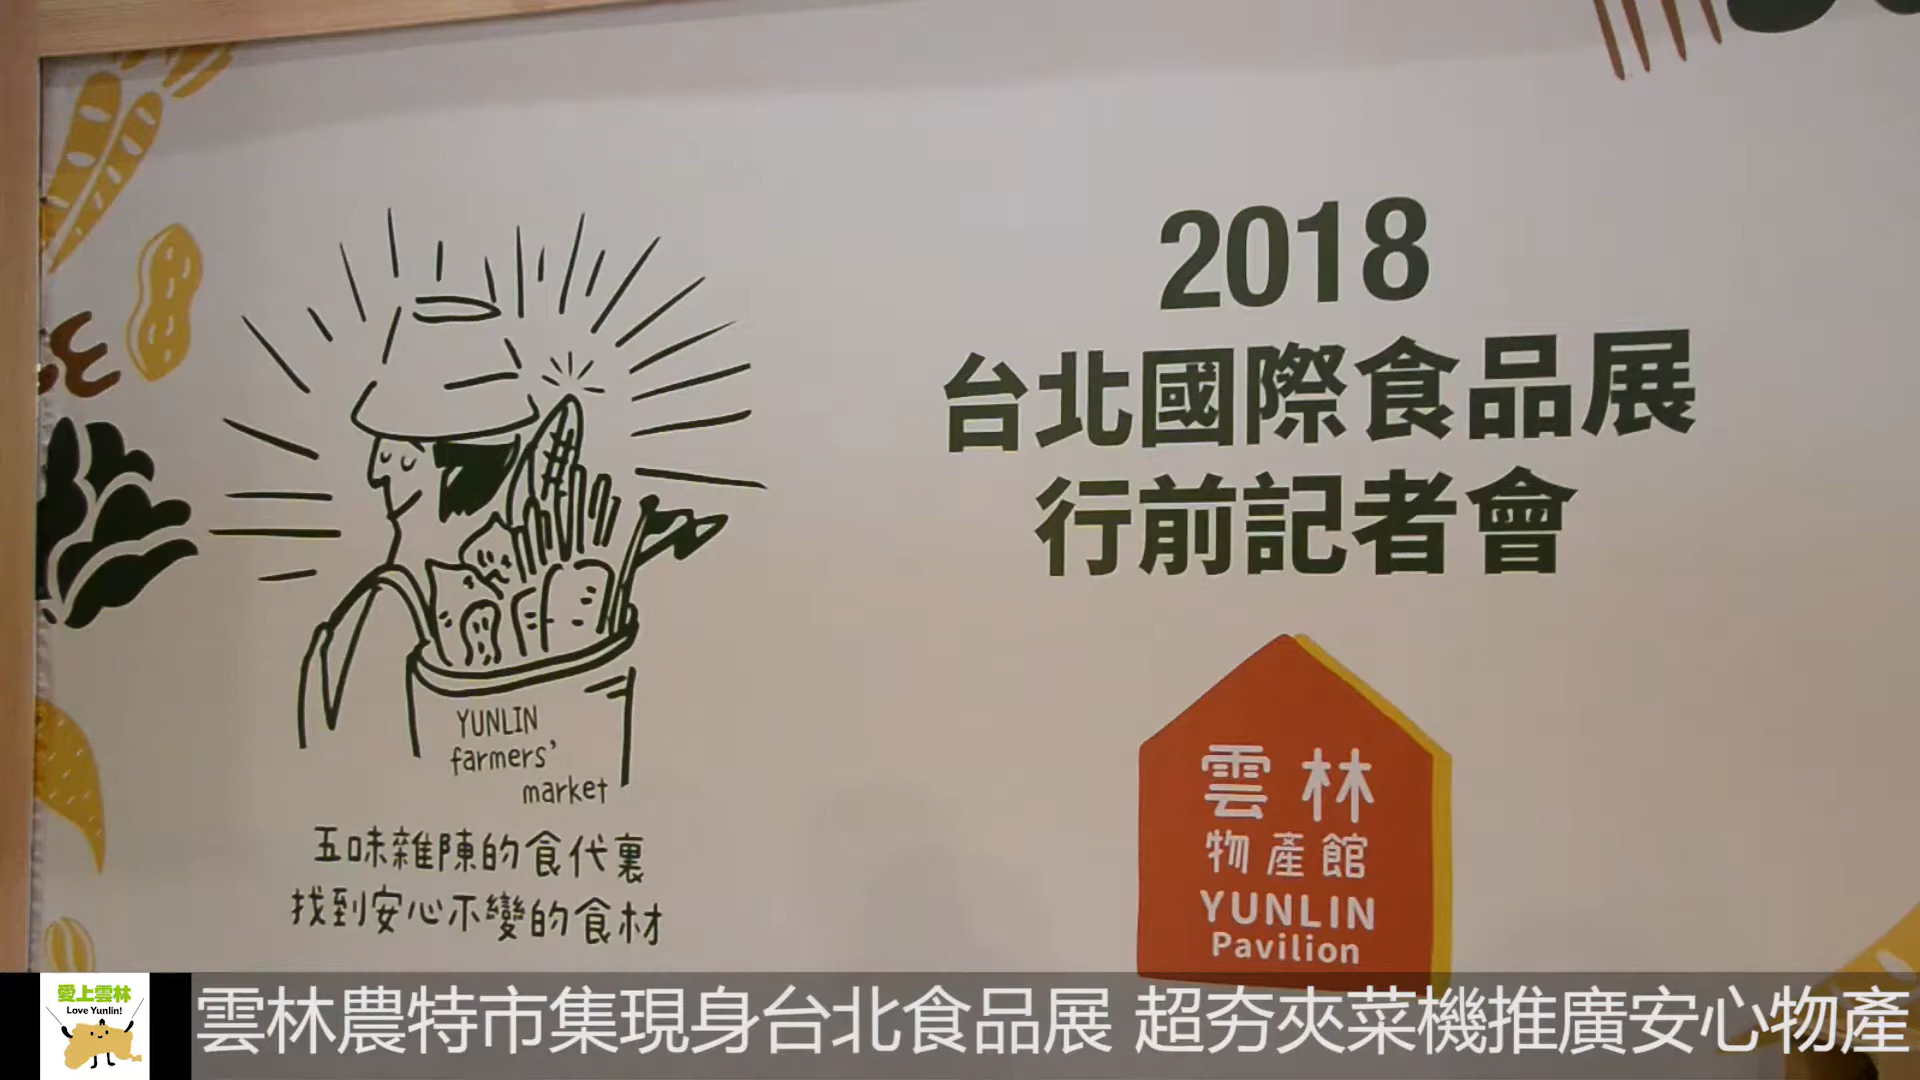 2018
台北國際食品展
行前記者會
YUNLIN
farmers'
market
五味雜陳的食代裏
找到安心不變的食材
雲林
物產館
YUNLIN
Pavilion
愛上雲林
Love Yunlin!
雲林農特市集現身台北食品展 超夯夾菜機推廣安心物產